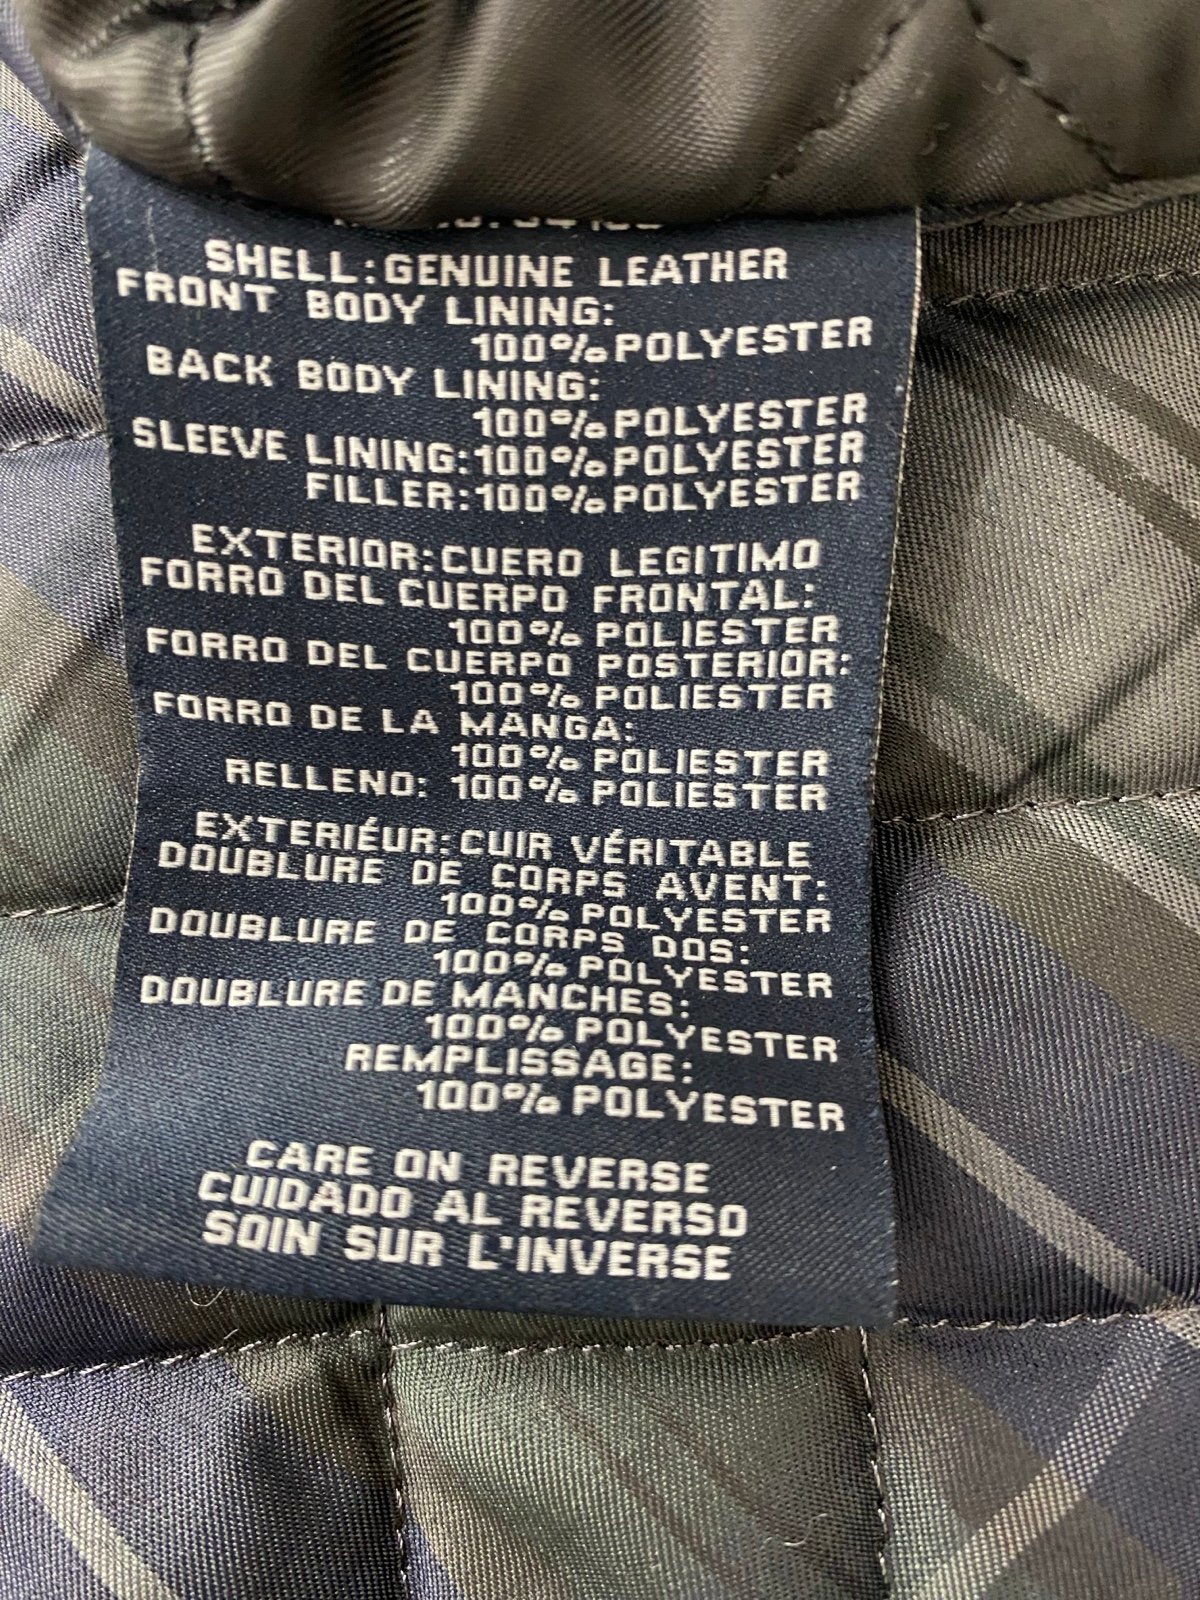 SHELL:GENUINE LEATHER
FRONT BODY LINING:
100%POLYESTER
BACK BODY LINING:
100%POLYESTER
SLEEVE LINING:100%POLYESTER
FILLER:100%POLYESTER
EXTERIOR:CUERO LEGITIMO
FORRO DEL CUERPO FRONTAL:
100% POLIESTER
FORRO DEL CUERPO POSTERIOR:
100% POLIESTER
FORRO DE LA MANGA:
100% POLIESTER
RELLENO: 100% POLIESTER
EXTERIÉUR:CUIR VÉRITABLE
DOUBLURE DE CORPS AVENT:
100% POLYESTER
DOUBLURE DE CORPS DOS:
100% POLYESTER
DOUBLURE DE MANCHES:
100% POLYESTER
REMPLISSAGE:
100% POLYESTER
CARE ON REVERSE
CUIDADO AL REVERSO
SOIN SUR L'INVERSE